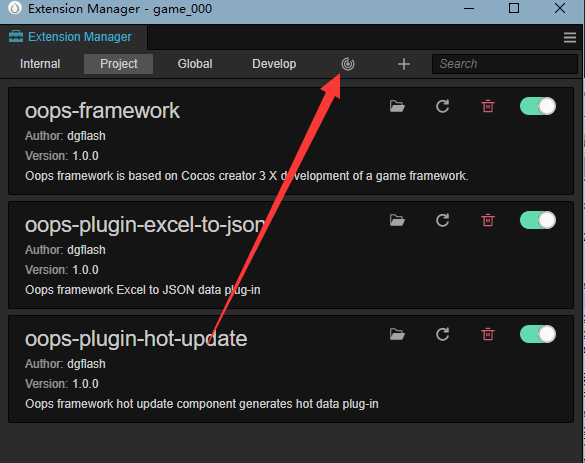 Extension Manager - game_000
Extension Manager
Internal Project Global Develop Search
oops-framework
Author: dgflash
Version: 1.0.0
Oops framework is based on Cocos creator 3 X development of a game framework.
oops-plugin-excel-to-json
Author: dgflash
Version: 1.0.0
Oops framework Excel to JSON data plug-in
oops-plugin-hot-update
Author: dgflash
Version: 1.0.0
Oops framework hot update component generates hot data plug-in